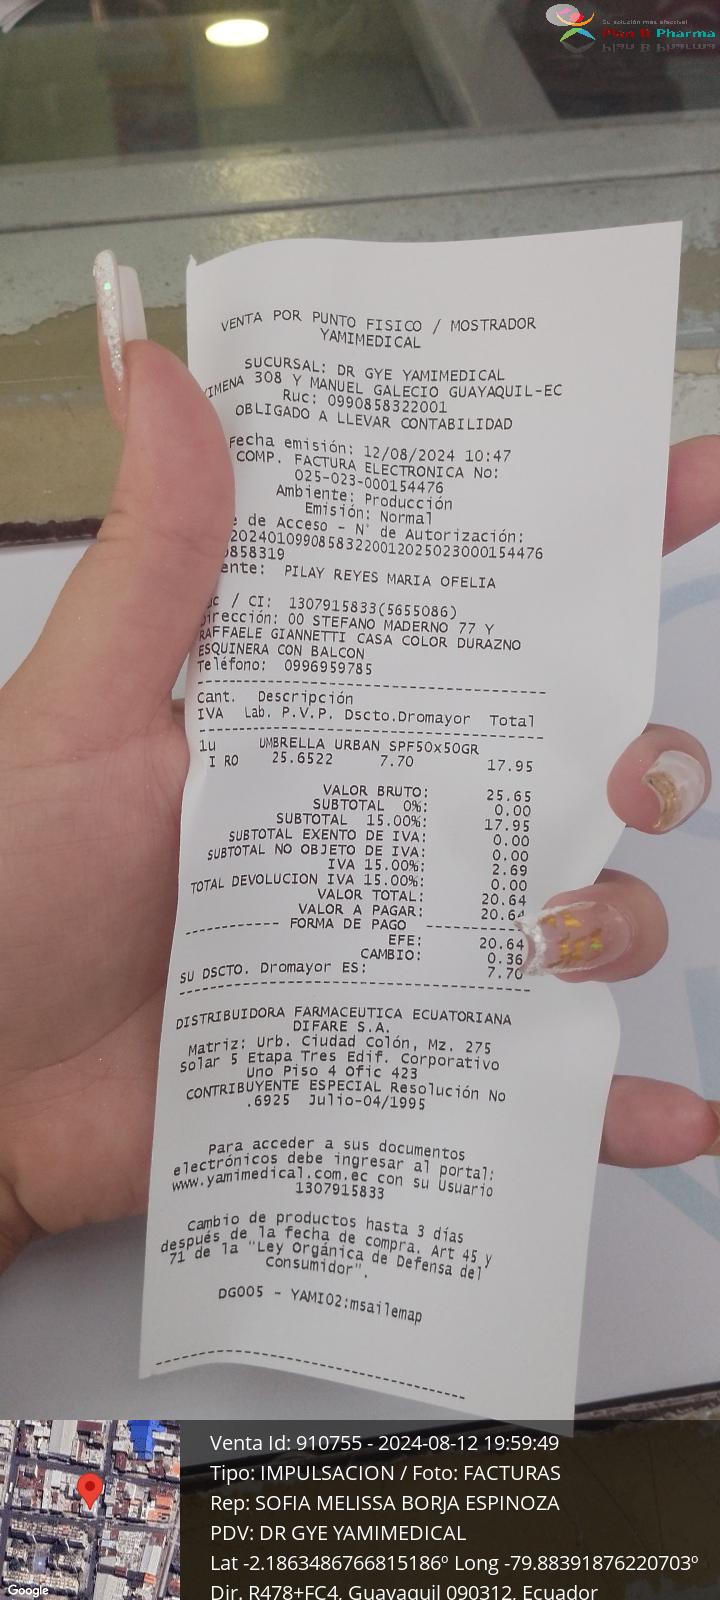 Su solución más efectiva!
Plan B Pharma
VENTA POR PUNTO FISICO / MOSTRADOR
YAMIMEDICAL
SUCURSAL: DR GYE YAMIMEDICAL
XIMENA 308 Y MANUEL GALECIO GUAYAQUIL-EC
Ruc: 0990858322001
OBLIGADO A LLEVAR CONTABILIDAD
Fecha emisión: 12/08/2024 10:47
COMP. FACTURA ELECTRONICA No:
025-023-000154476
Ambiente: Producción
Emisión: Normal
e de Acceso - N° de Autorización:
20240109908583220012025023000154476
0858319
ente: PILAY REYES MARIA OFELIA
uc / CI: 1307915833(5655086)
Dirección: 00 STEFANO MADERNO 77 Y
RAFFAELE GIANNETTI CASA COLOR DURAZNO
ESQUINERA CON BALCON
Teléfono: 0996959785
Cant. Descripción
IVA Lab. P.V.P. Dscto.Dromayor Total
1u UMBRELLA URBAN SPF50x50GR
I RO 25.6522 7.70 17.95
VALOR BRUTO: 25.65
SUBTOTAL 0%: 0.00
SUBTOTAL 15.00%: 17.95
SUBTOTAL EXENTO DE IVA: 0.00
SUBTOTAL NO OBJETO DE IVA: 0.00
IVA 15.00%: 2.69
TOTAL DEVOLUCION IVA 15.00%: 0.00
VALOR TOTAL: 20.64
VALOR A PAGAR: 20.64
------------ FORMA DE PAGO ------------
EFE: 20.64
CAMBIO: 0.36
SU DSCTO. Dromayor ES: 7.70
DISTRIBUIDORA FARMACEUTICA ECUATORIANA
DIFARE S.A.
Matriz: Urb. Ciudad Colón, Mz. 275
Solar 5 Etapa Tres Edif. Corporativo
Uno Piso 4 Ofic 423
CONTRIBUYENTE ESPECIAL Resolución No
.6925 Julio-04/1995
Para acceder a sus documentos
electrónicos debe ingresar al portal:
www.yamimedical.com.ec con su Usuario
1307915833
Cambio de productos hasta 3 días
después de la fecha de compra. Art 45 y
71 de la "Ley Orgánica de Defensa del
Consumidor".
DG005 - YAMI02:msailemap
Venta Id: 910755 - 2024-08-12 19:59:49
Tipo: IMPULSACION / Foto: FACTURAS
Rep: SOFIA MELISSA BORJA ESPINOZA
PDV: DR GYE YAMIMEDICAL
Lat -2.1863486766815186º Long -79.88391876220703º
Dir. R478+FC4, Guayaquil 090312, Ecuador
Google